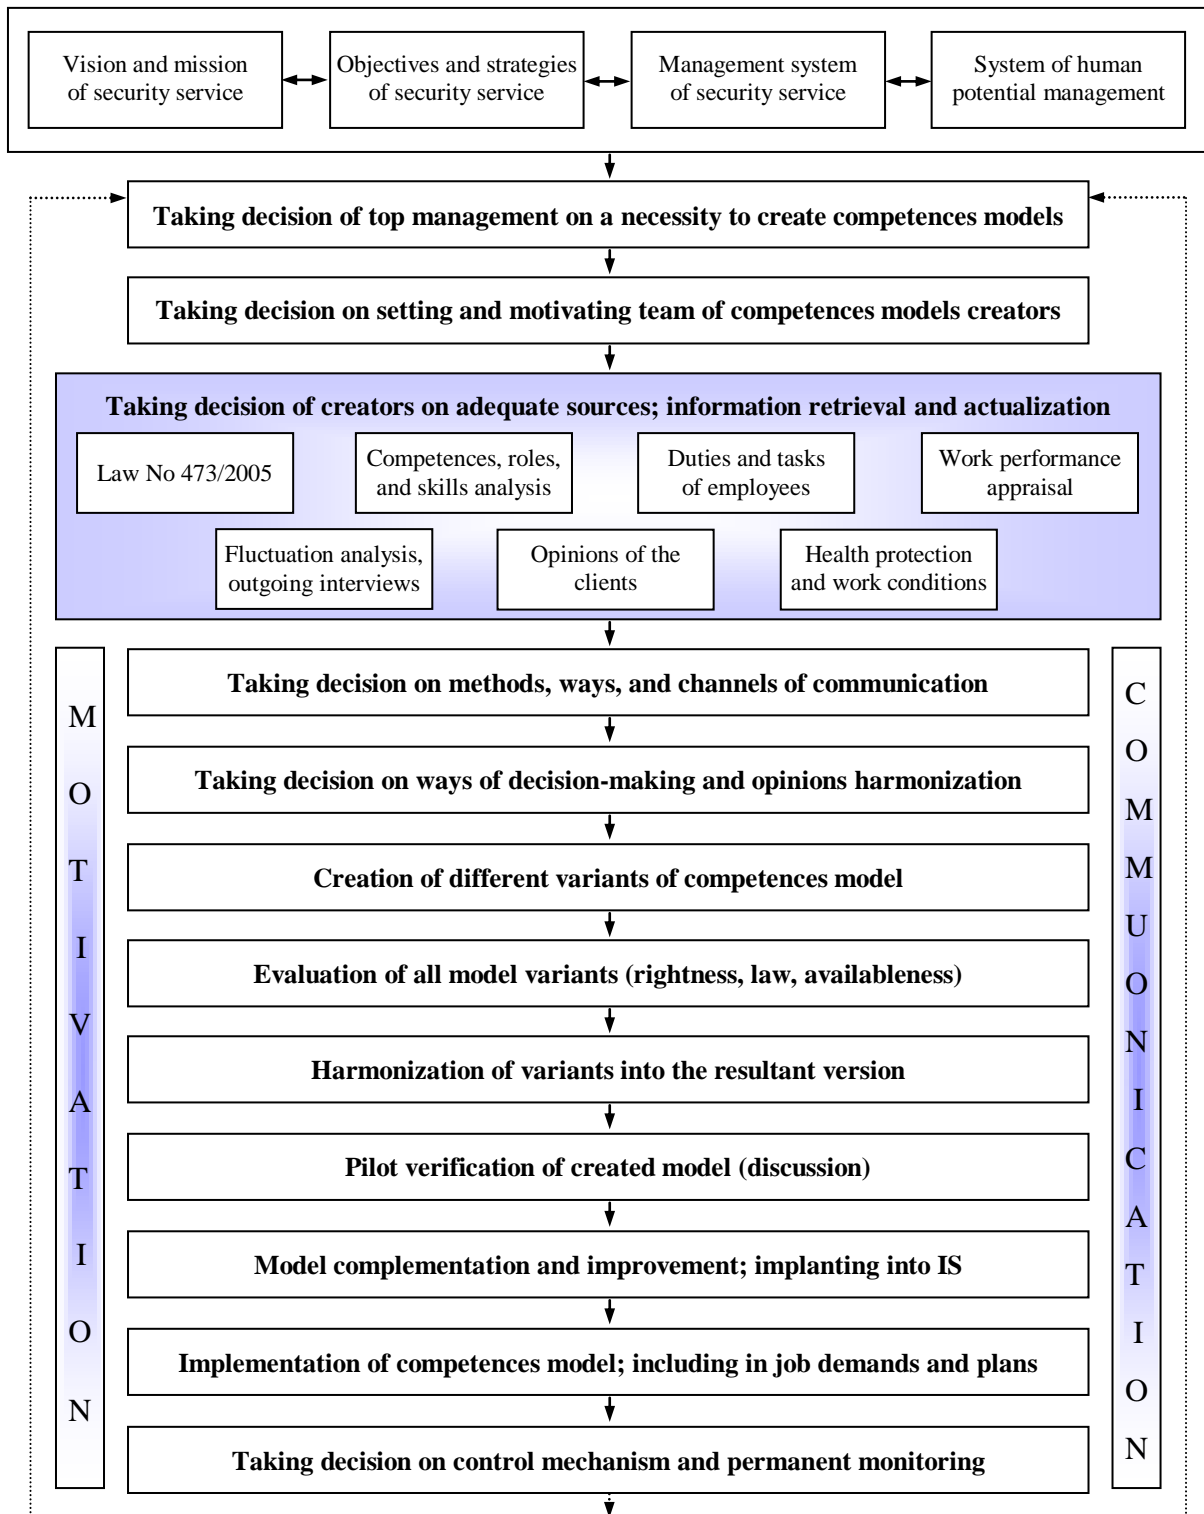 Vision and mission
of security service
Objectives and strategies
of security service
Management system
of security service
System of human
potential management
Taking decision of top management on a necessity to create competences models
Taking decision on setting and motivating team of competences models creators
Taking decision of creators on adequate sources; information retrieval and actualization
Law No 473/2005
Competences, roles,
and skills analysis
Duties and tasks
of employees
Work performance
appraisal
Fluctuation analysis,
outgoing interviews
Opinions of the
clients
Health protection
and work conditions
MOTIVATION
Taking decision on methods, ways, and channels of communication
Taking decision on ways of decision-making and opinions harmonization
Creation of different variants of competences model
Evaluation of all model variants (rightness, law, availableness)
Harmonization of variants into the resultant version
Pilot verification of created model (discussion)
Model complementation and improvement; implanting into IS
Implementation of competences model; including in job demands and plans
Taking decision on control mechanism and permanent monitoring
COMMUONICATION